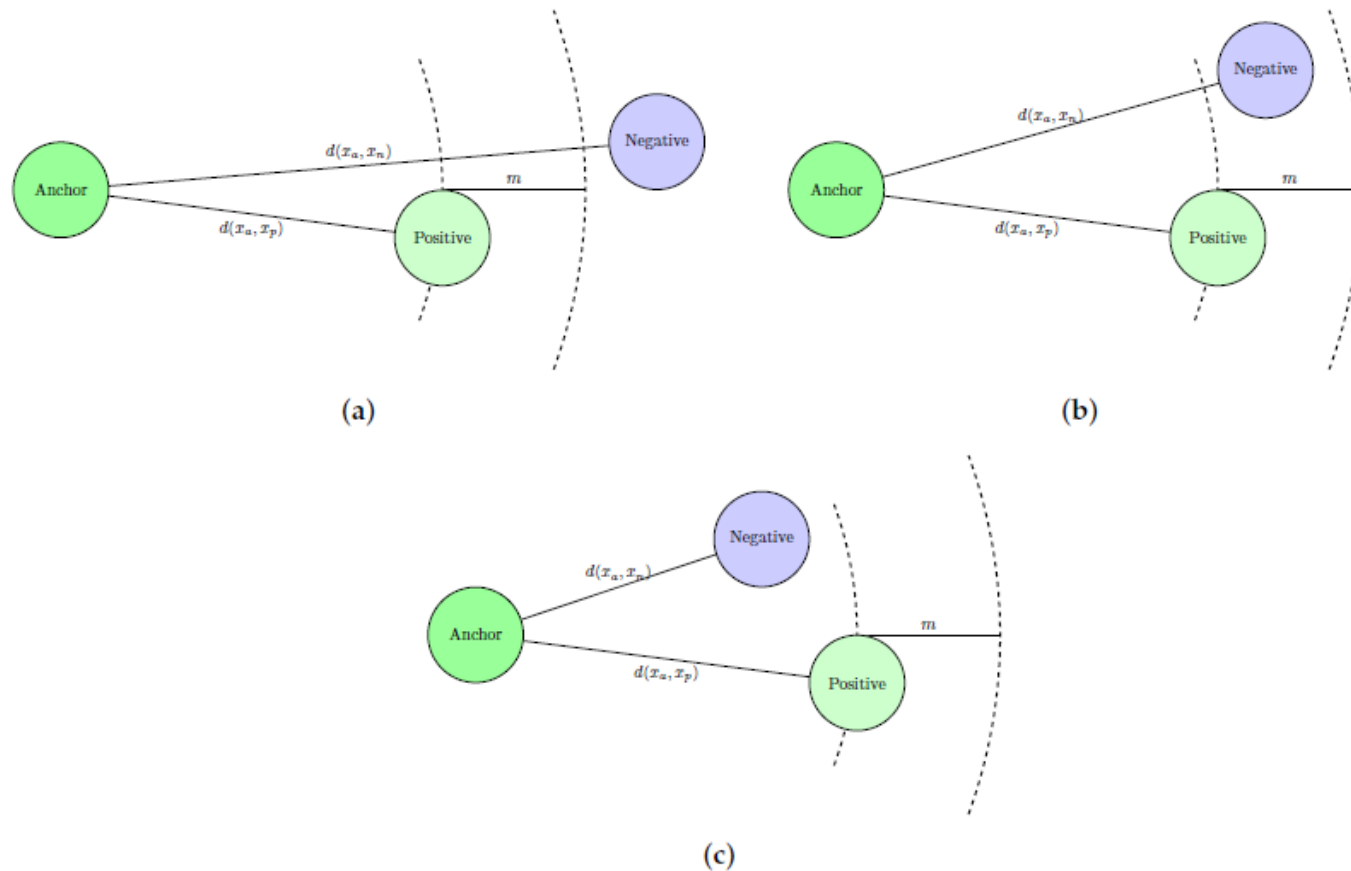 Negative
d(x_a, x_n)
Anchor
m
d(x_a, x_p)
Positive
(a)
Negative
d(x_a, x_n)
Anchor
m
d(x_a, x_p)
Positive
(b)
Negative
d(x_a, x_n)
Anchor
m
d(x_a, x_p)
Positive
(c)